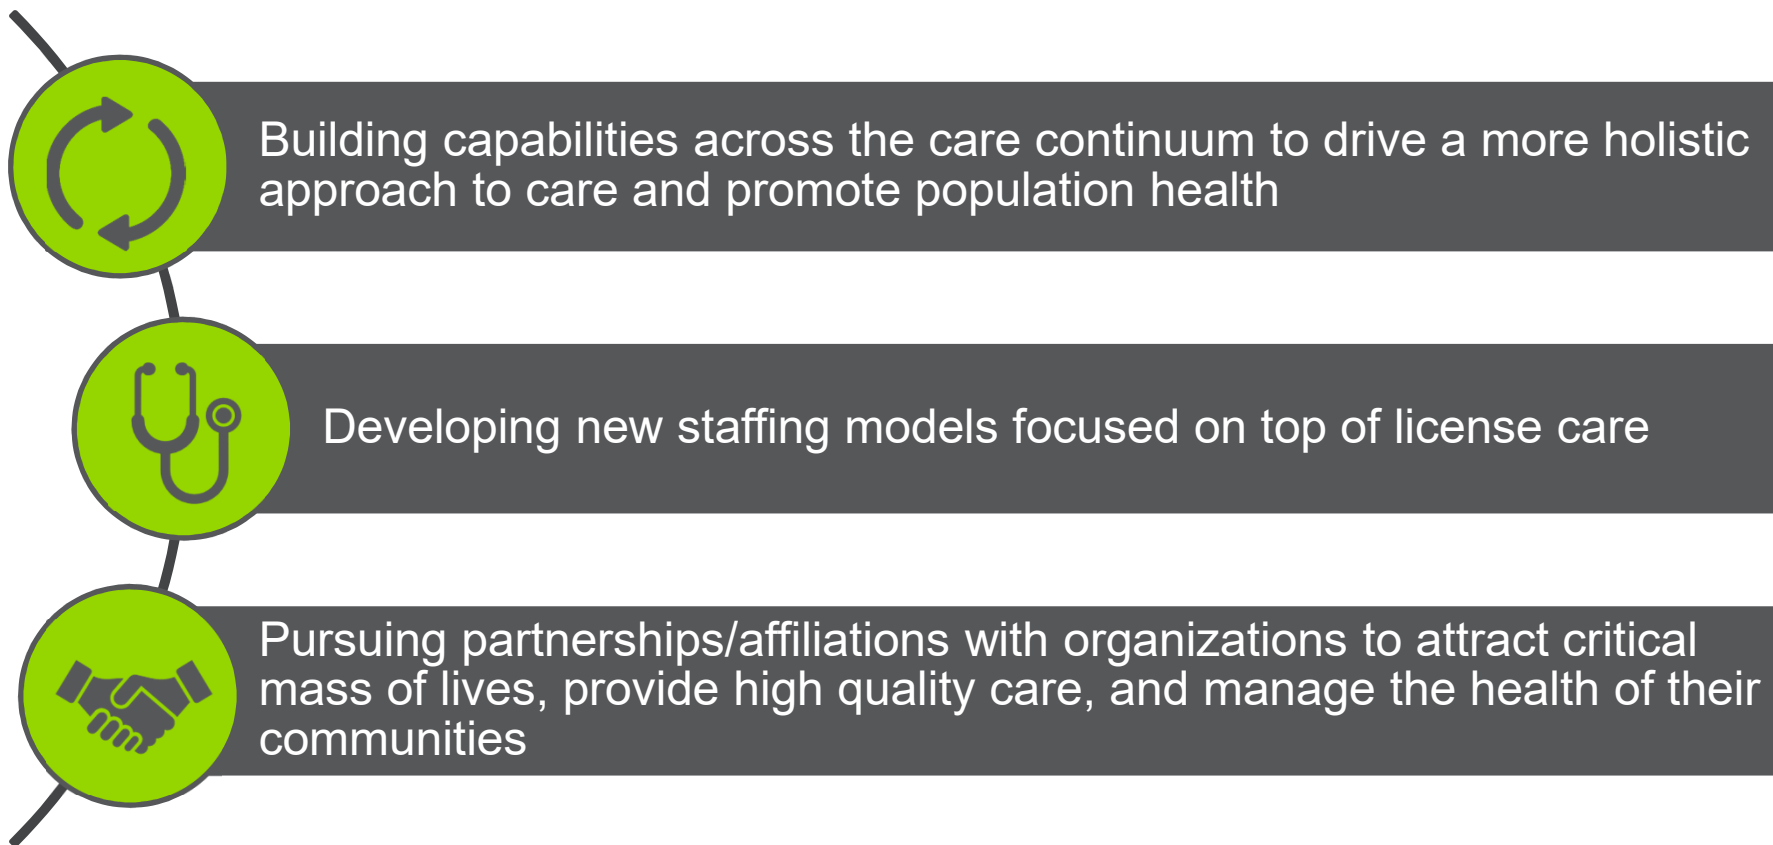 Building capabilities across the care continuum to drive a more holistic
approach to care and promote population health
Developing new staffing models focused on top of license care
Pursuing partnerships/affiliations with organizations to attract critical
mass of lives, provide high quality care, and manage the health of their
communities